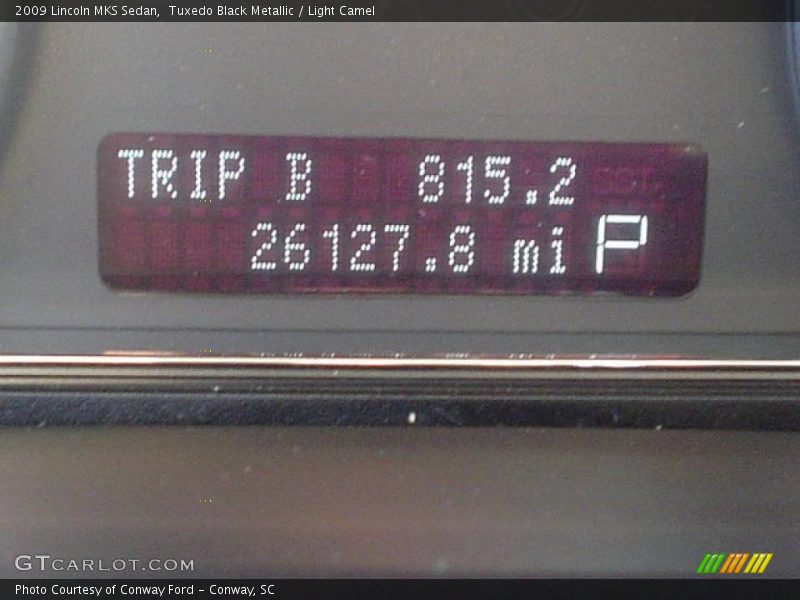 2009 Lincoln MKS Sedan,  Tuxedo Black Metallic / Light Camel
TRIP B 815.2
26127.8 mi P
GTCARLOT.COM
Photo Courtesy of Conway Ford – Conway, SC